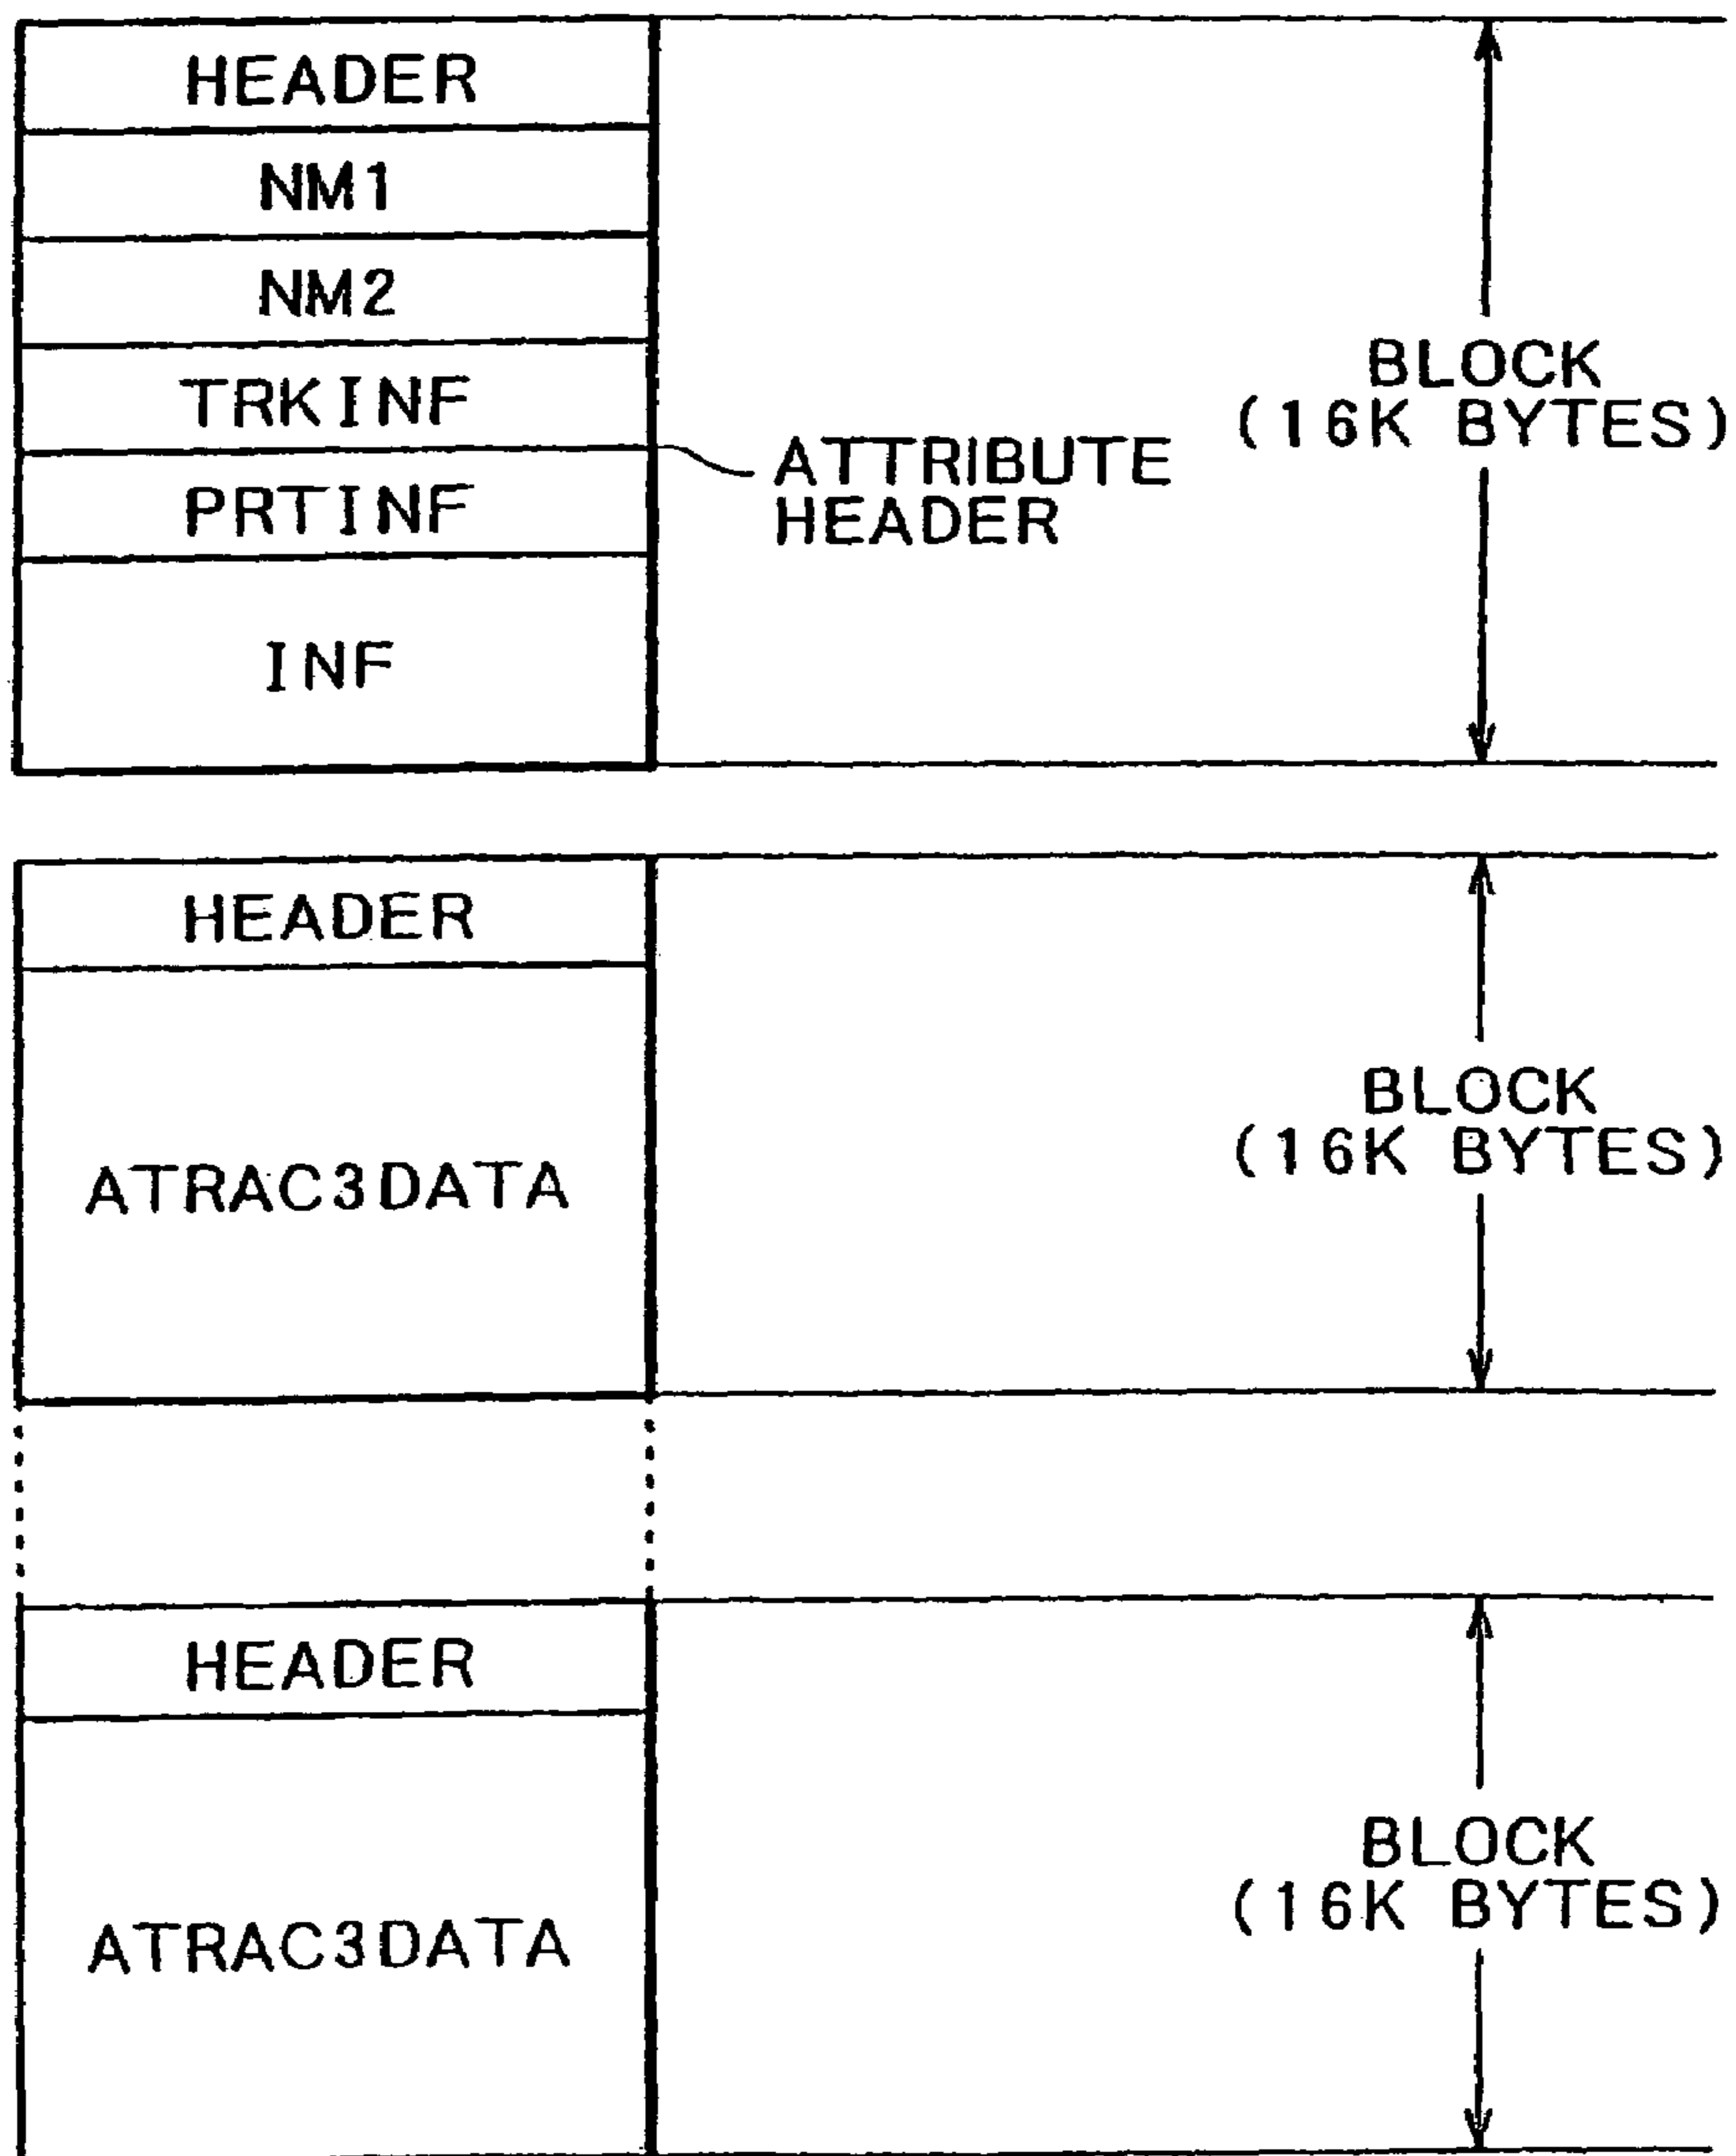 HEADER
NM1
NM2
TRKINF
PRTINF
INF
ATTRIBUTE
HEADER
BLOCK
(16K BYTES)
HEADER
ATRAC3DATA
BLOCK
(16K BYTES)
HEADER
ATRAC3DATA
BLOCK
(16K BYTES)